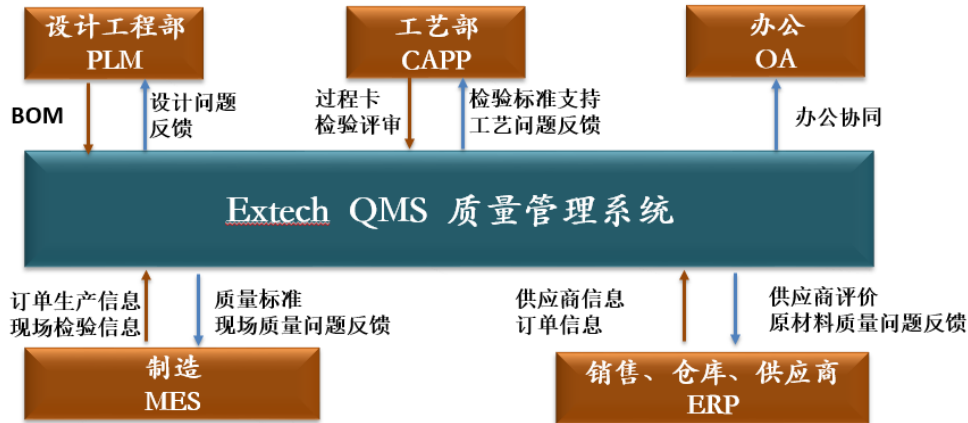 设计工程部
PLM
工艺部
CAPP
办公
OA
BOM
设计问题
反馈
过程卡
检验评审
检验标准支持
工艺问题反馈
办公协同
Extech QMS 质量管理系统
订单生产信息
现场检验信息
质量标准
现场质量问题反馈
供应商信息
订单信息
供应商评价
原材料质量问题反馈
制造
MES
销售、仓库、供应商
ERP